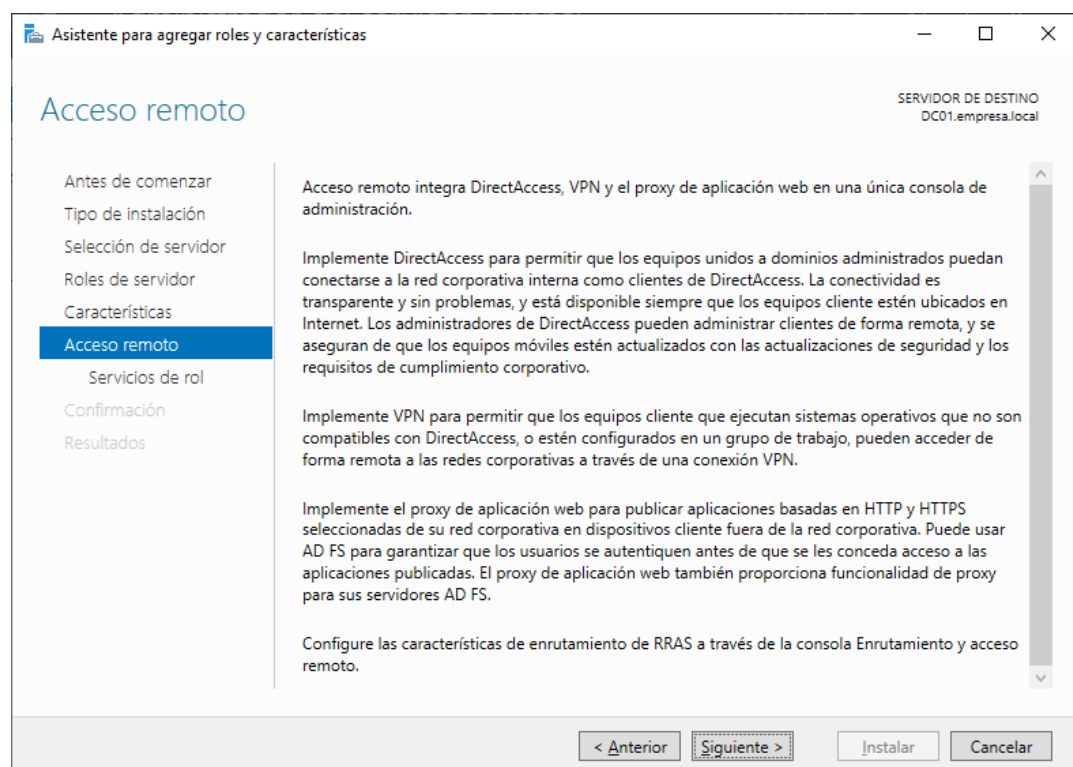 Asistente para agregar roles y características
Acceso remoto
SERVIDOR DE DESTINO
DC01.empresa.local
Antes de comenzar
Tipo de instalación
Selección de servidor
Roles de servidor
Características
Acceso remoto
Servicios de rol
Confirmación
Resultados
Acceso remoto integra DirectAccess, VPN y el proxy de aplicación web en una única consola de
administración.
Implemente DirectAccess para permitir que los equipos unidos a dominios administrados puedan
conectarse a la red corporativa interna como clientes de DirectAccess. La conectividad es
transparente y sin problemas, y está disponible siempre que los equipos cliente estén ubicados en
Internet. Los administradores de DirectAccess pueden administrar clientes de forma remota, y se
aseguran de que los equipos móviles estén actualizados con las actualizaciones de seguridad y los
requisitos de cumplimiento corporativo.
Implemente VPN para permitir que los equipos cliente que ejecutan sistemas operativos que no son
compatibles con DirectAccess, o estén configurados en un grupo de trabajo, pueden acceder de
forma remota a las redes corporativas a través de una conexión VPN.
Implemente el proxy de aplicación web para publicar aplicaciones basadas en HTTP y HTTPS
seleccionadas de su red corporativa en dispositivos cliente fuera de la red corporativa. Puede usar
AD FS para garantizar que los usuarios se autentiquen antes de que se les conceda acceso a las
aplicaciones publicadas. El proxy de aplicación web también proporciona funcionalidad de proxy
para sus servidores AD FS.
Configure las características de enrutamiento de RRAS a través de la consola Enrutamiento y acceso
remoto.
< Anterior
Siguiente >
Instalar
Cancelar